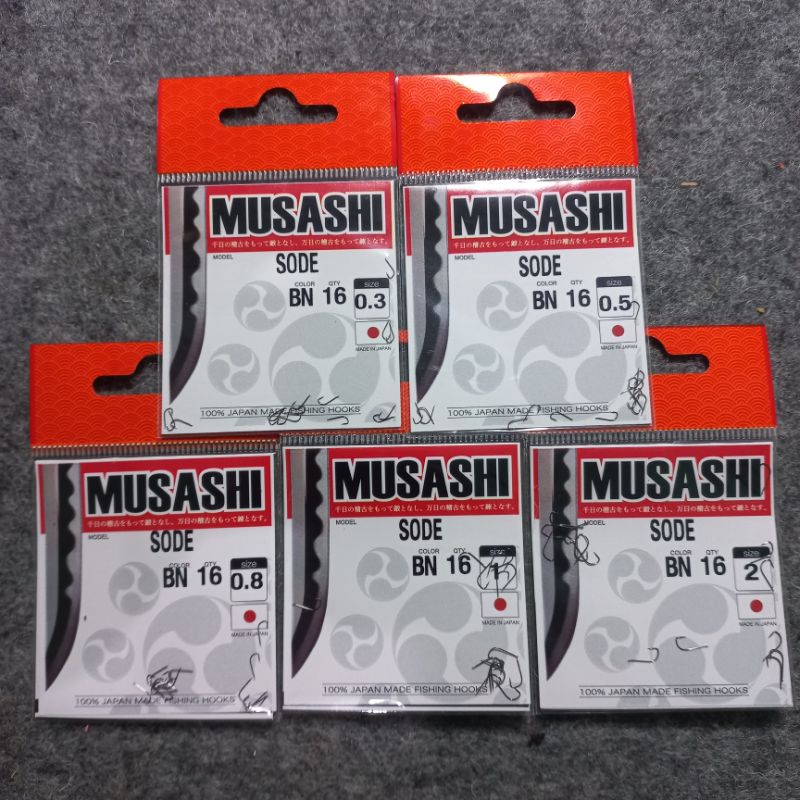 MUSASHI
千日の稽古をもって鍛となし、万日の稽古をもって錬となす。
MODEL
SODE
COLOR QTY size
BN 16 0.3
MADE IN JAPAN
100% JAPAN MADE FISHING HOOKS
MUSASHI
千日の稽古をもって鍛となし、万日の稽古をもって錬となす。
MODEL
SODE
COLOR QTY size
BN 16 0.5
MADE IN JAPAN
100% JAPAN MADE FISHING HOOKS
MUSASHI
千日の稽古をもって鍛となし、万日の稽古をもって錬となす。
MODEL
SODE
COLOR QTY size
BN 16 0.8
MADE IN JAPAN
100% JAPAN MADE FISHING HOOKS
MUSASHI
千日の稽古をもって鍛となし、万日の稽古をもって錬となす。
MODEL
SODE
COLOR QTY size
BN 16 1
MADE IN JAPAN
100% JAPAN MADE FISHING HOOKS
MUSASHI
千日の稽古をもって鍛となし、万日の稽古をもって錬となす。
MODEL
SODE
COLOR QTY size
BN 16 2
MADE IN JAPAN
100% JAPAN MADE FISHING HOOKS